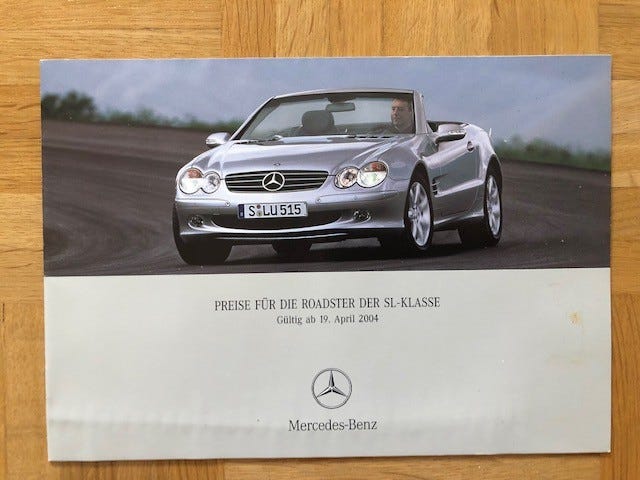 S LU 515
PREISE FÜR DIE ROADSTER DER SL-KLASSE
Gültig ab 19. April 2004
Mercedes-Benz